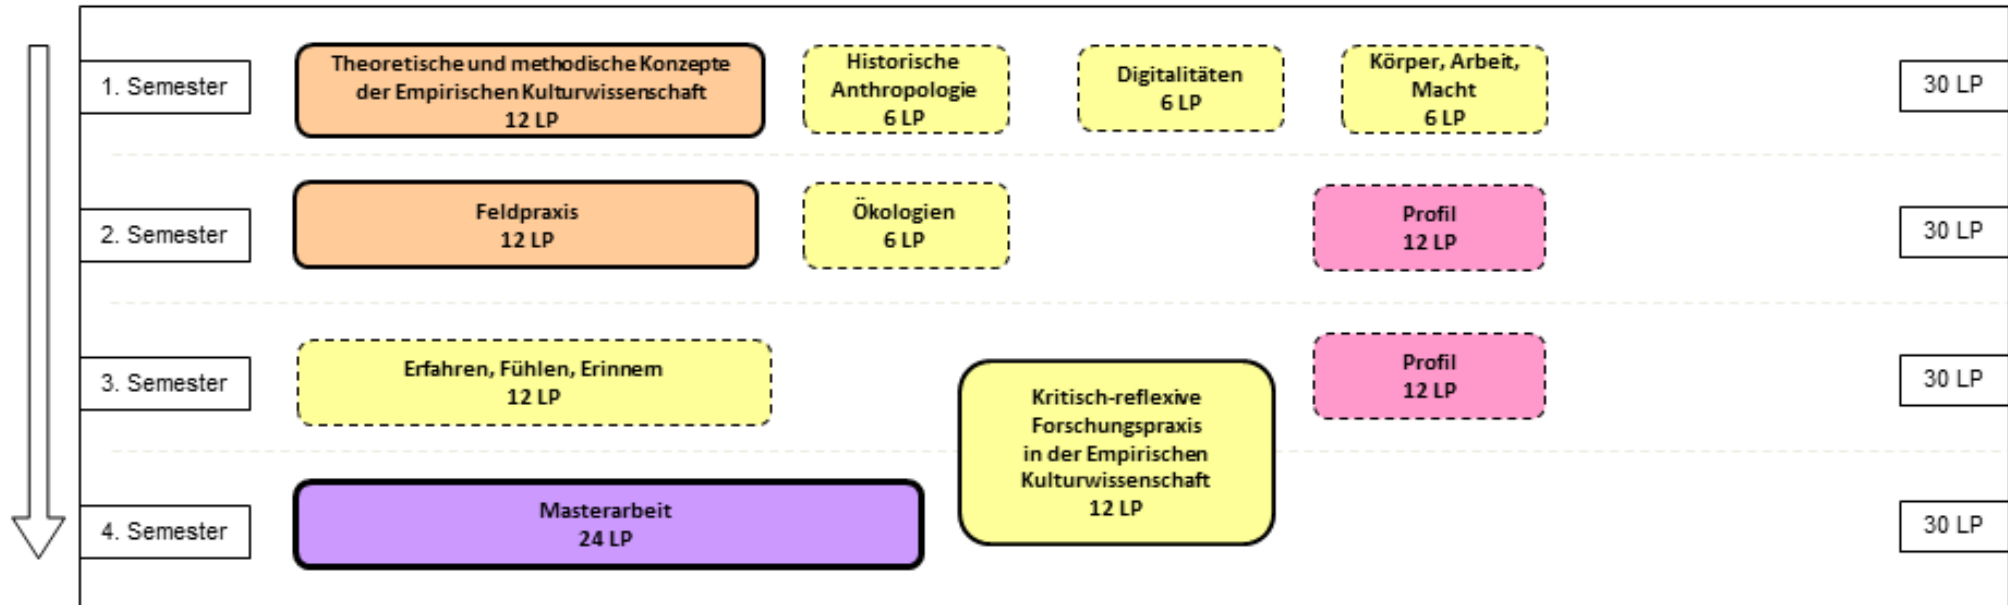 1. Semester
Theoretische und methodische Konzepte
der Empirischen Kulturwissenschaft
12 LP
Historische
Anthropologie
6 LP
Digitalitäten
6 LP
Körper, Arbeit,
Macht
6 LP
30 LP
2. Semester
Feldpraxis
12 LP
Ökologien
6 LP
Profil
12 LP
30 LP
3. Semester
Erfahren, Fühlen, Erinnern
12 LP
Kritisch-reflexive
Forschungspraxis
in der Empirischen
Kulturwissenschaft
12 LP
Profil
12 LP
30 LP
4. Semester
Masterarbeit
24 LP
30 LP